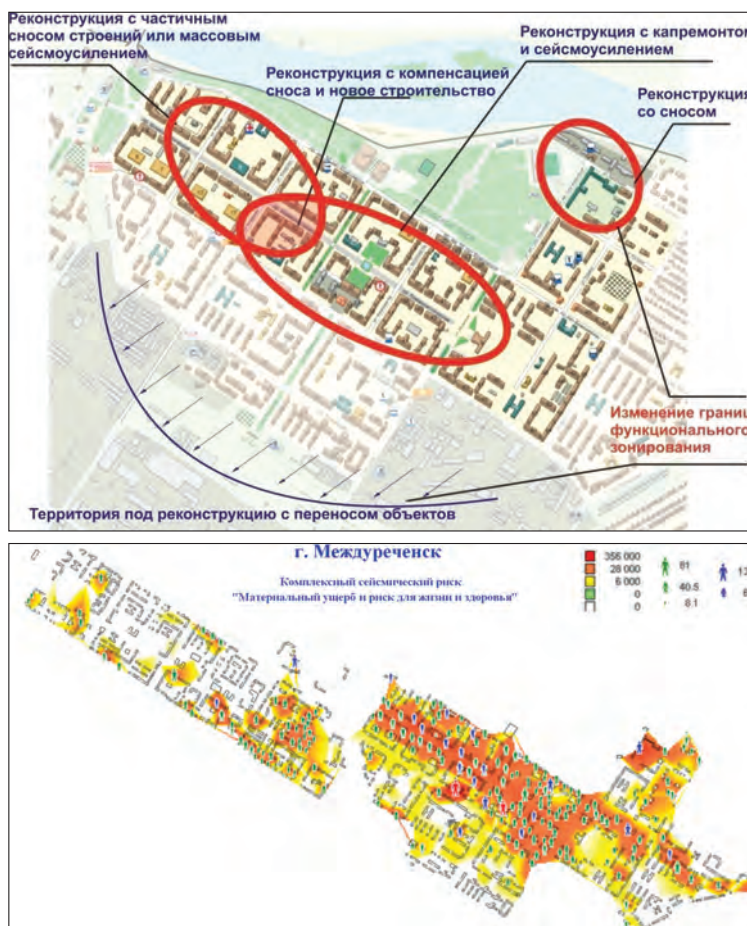 Реконструкция с частичным
сносом строений или массовым
сейсмоусилением
Реконструкция с компенсацией
сноса и новое строительство
Реконструкция с капремонтом
и сейсмоусилением
Реконструкция
со сносом
Изменение границ
функционального
зонирования
Территория под реконструкцию с переносом объектов
г. Междуреченск
Комплексный сейсмический риск
"Материальный ущерб и риск для жизни и здоровья"
356 000
28 000
6 000
0
0
81
40.5
8.1